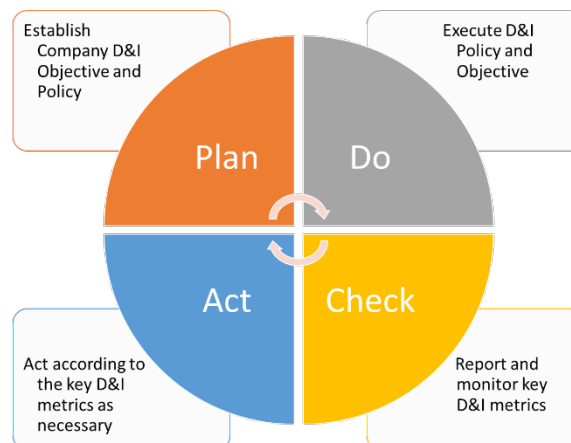 Establish
Company D&I
Objective and
Policy
Execute D&I
Policy and
Objective
Plan
Do
Act
Check
Act according to
the key D&I
metrics as
necessary
Report and
monitor key
D&I metrics